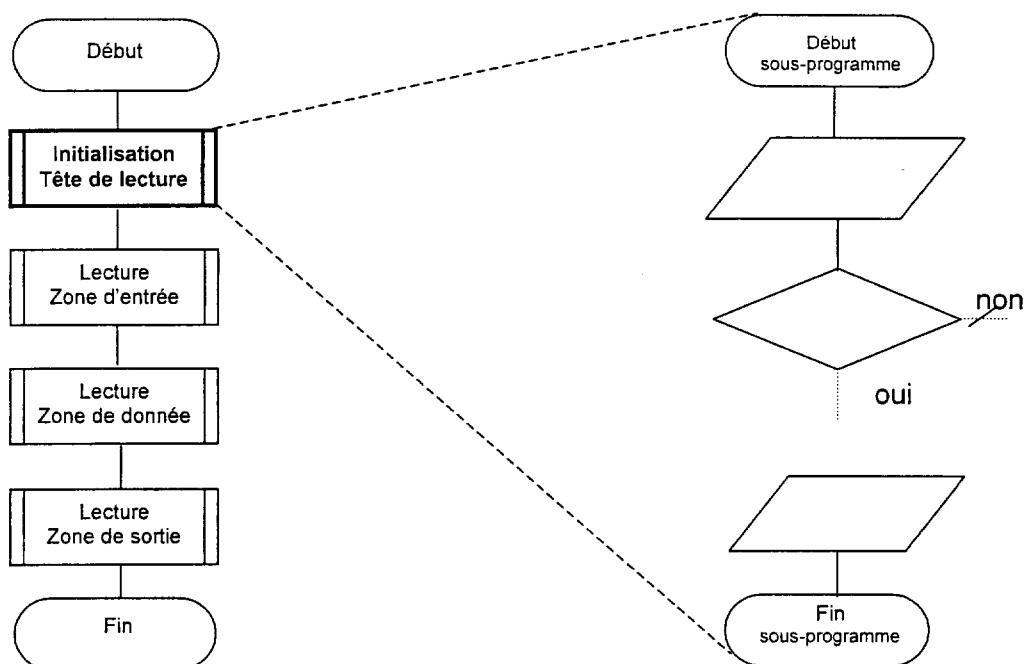 Début
Initialisation
Tête de lecture
Lecture
Zone d'entrée
Lecture
Zone de donnée
Lecture
Zone de sortie
Fin
Début
sous-programme
non
oui
Fin
sous-programme